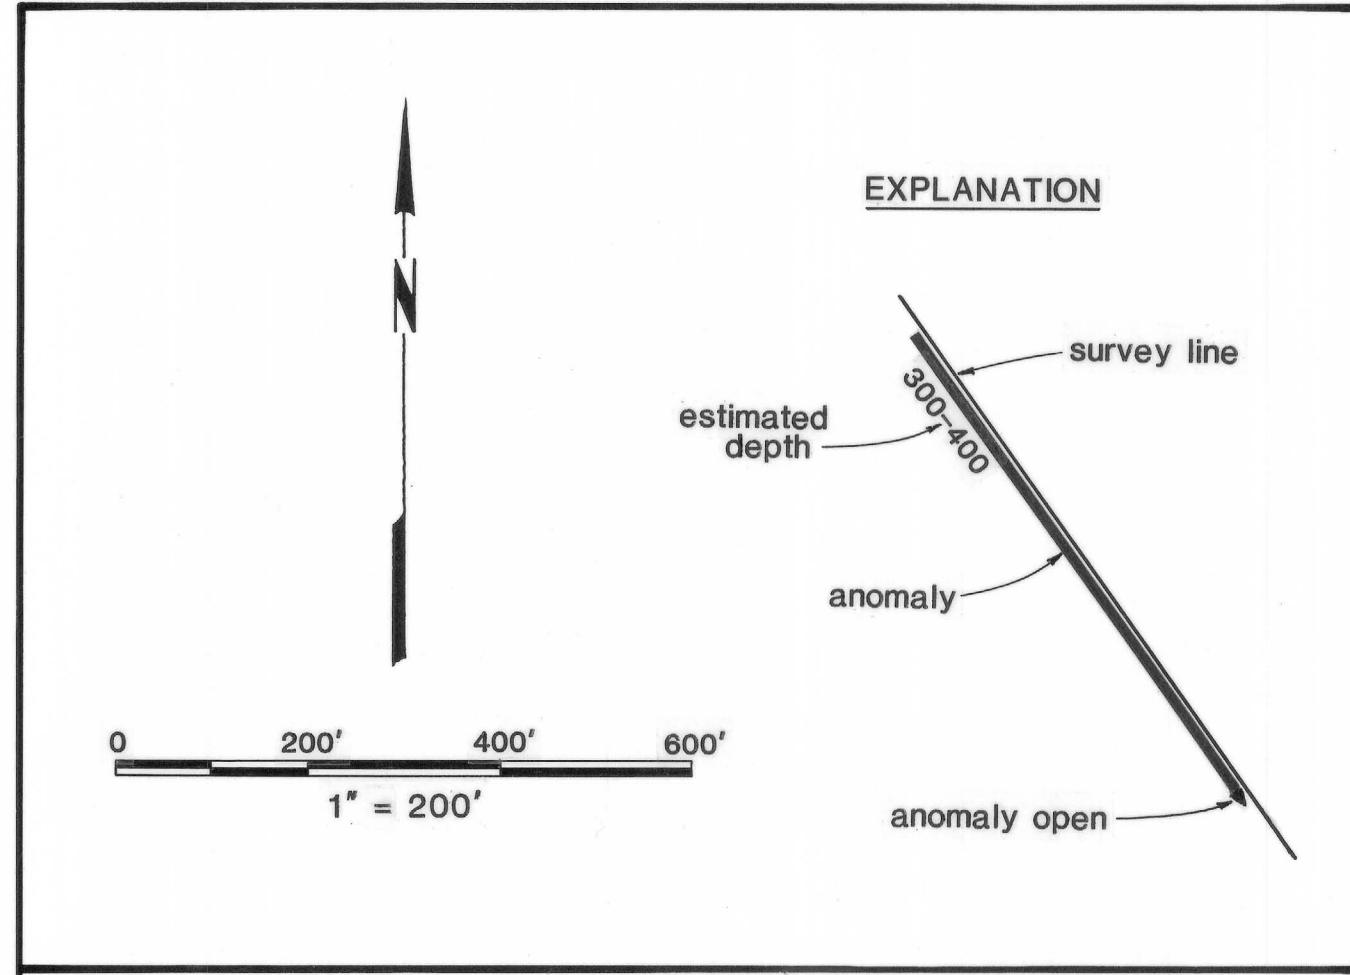 N
EXPLANATION
survey line
300-400
estimated
depth
anomaly
0 200' 400' 600'
1" = 200'
anomaly open